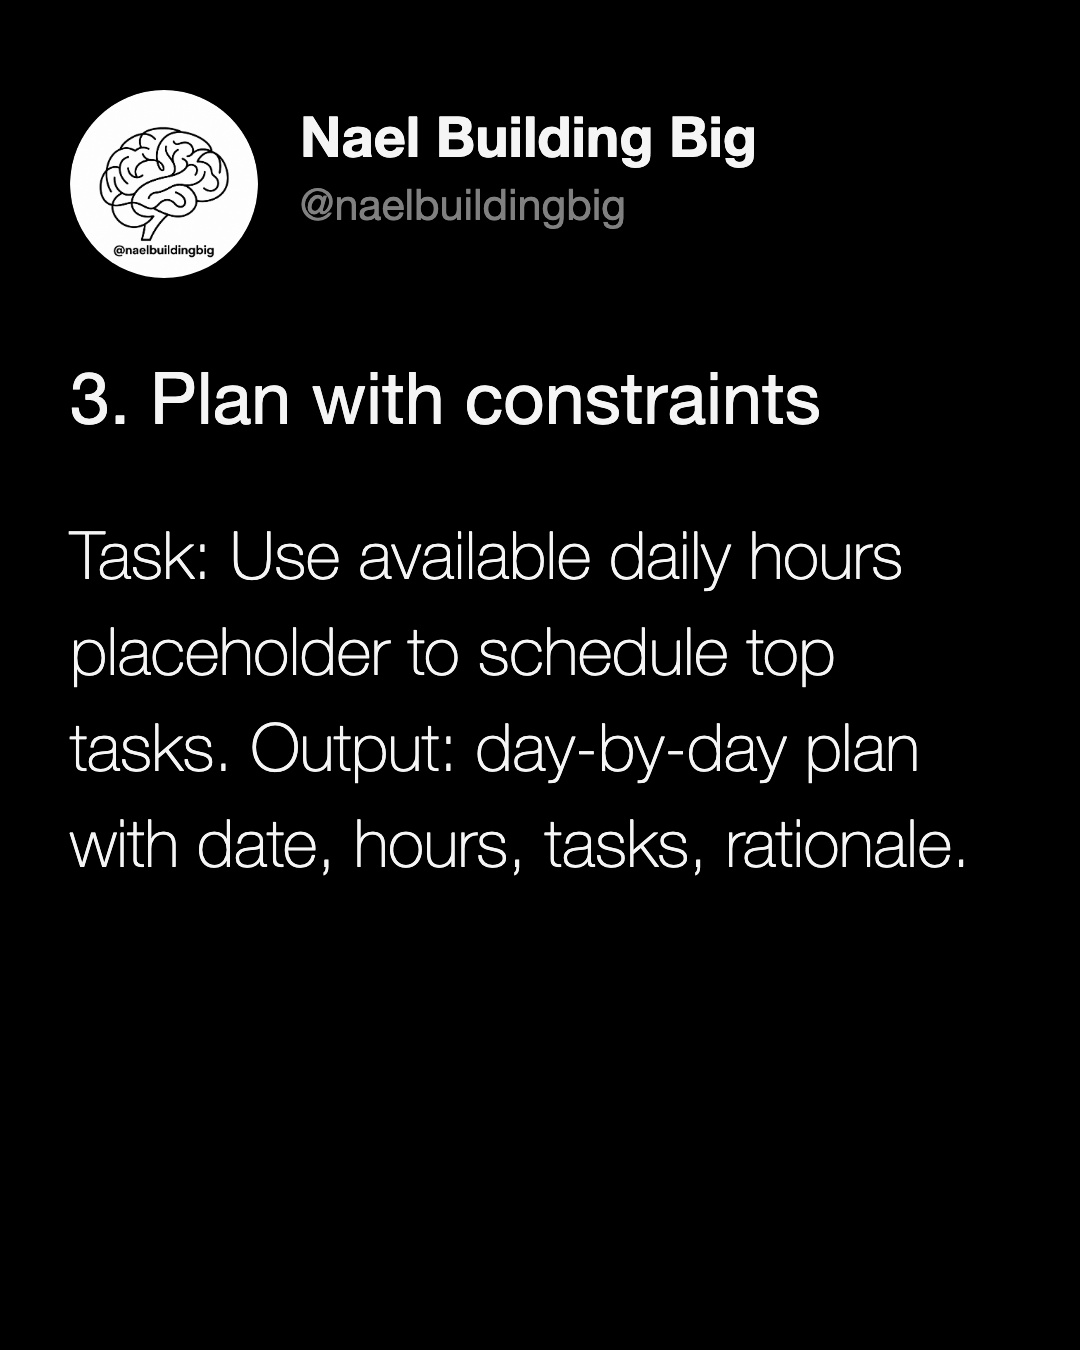 Nael Building Big
@naelbuildingbig
@naelbuildingbig
3. Plan with constraints
Task: Use available daily hours
placeholder to schedule top
tasks. Output: day-by-day plan
with date, hours, tasks, rationale.